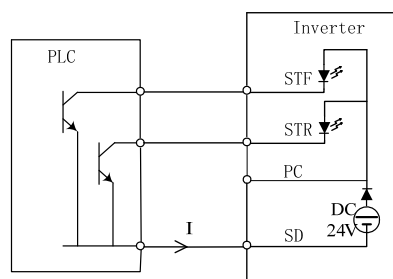 Inverter
PLC
STF
STR
PC
DC
24V
I
SD